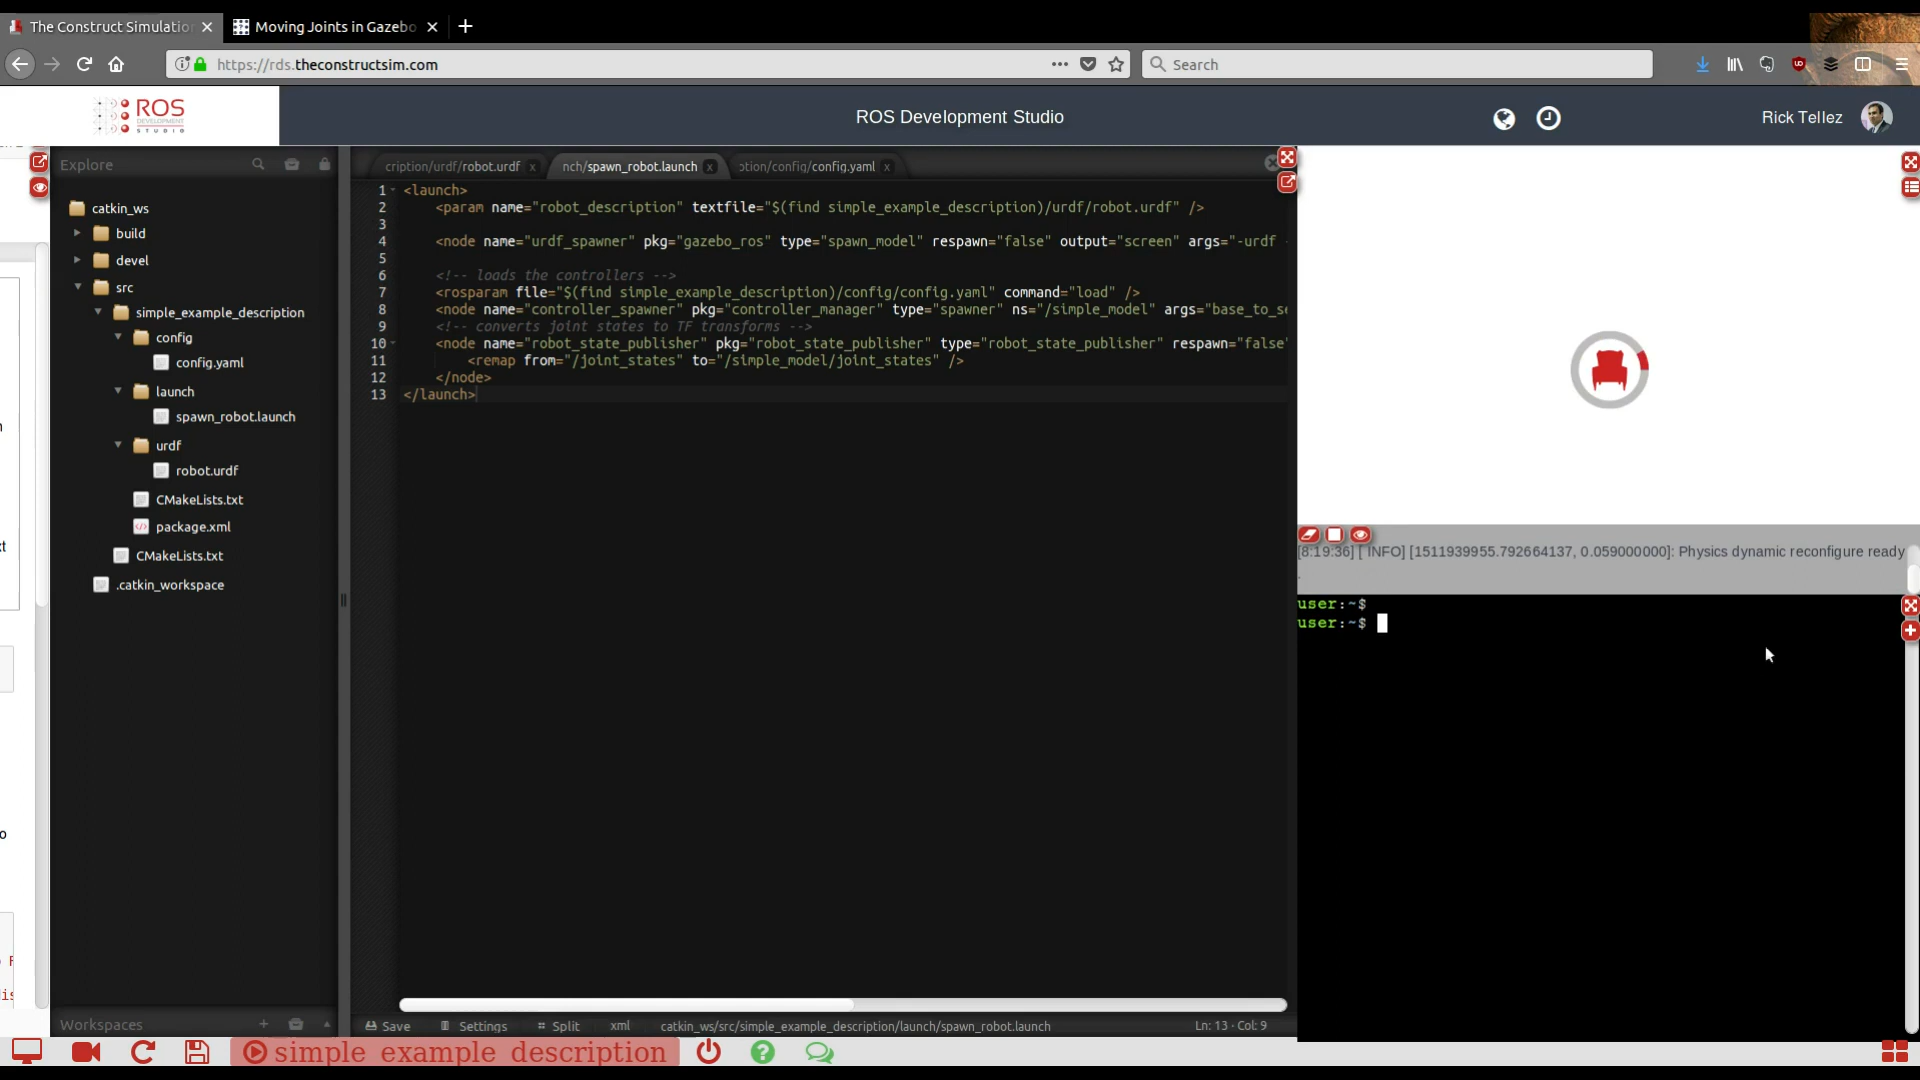 The Construct Simulatio
Moving Joints in Gazebo
https://rds.theconstructsim.com
Search
ROS
DEVELOPMENT
STUDIO
ROS Development Studio
Rick Tellez
Explore
catkin_ws
build
devel
src
simple_example_description
config
config.yaml
launch
spawn_robot.launch
urdf
robot.urdf
CMakeLists.txt
package.xml
CMakeLists.txt
.catkin_workspace
Workspaces
cription/urdf/robot.urdf
nch/spawn_robot.launch
otion/config/config.yaml
1 <launch>
2 <param name="robot_description" textfile="$(find simple_example_description)/urdf/robot.urdf" />
3
4 <node name="urdf_spawner" pkg="gazebo_ros" type="spawn_model" respawn="false" output="screen" args="-urdf -
5
6 <!-- loads the controllers -->
7 <rosparam file="$(find simple_example_description)/config/config.yaml" command="load" />
8 <node name="controller_spawner" pkg="controller_manager" type="spawner" ns="/simple_model" args="base_to_se
9 <!-- converts joint states to TF transforms -->
10 <node name="robot_state_publisher" pkg="robot_state_publisher" type="robot_state_publisher" respawn="false"
11 <remap from="/joint_states" to="/simple_model/joint_states" />
12 </node>
13 </launch>
Save
Settings
Split
xml
catkin_ws/src/simple_example_description/launch/spawn_robot.launch
Ln: 13 · Col: 9
[8:19:36] [ INFO] [1511939955.792664137, 0.059000000]: Physics dynamic reconfigure ready
.
user:~$
user:~$
simple_example_description